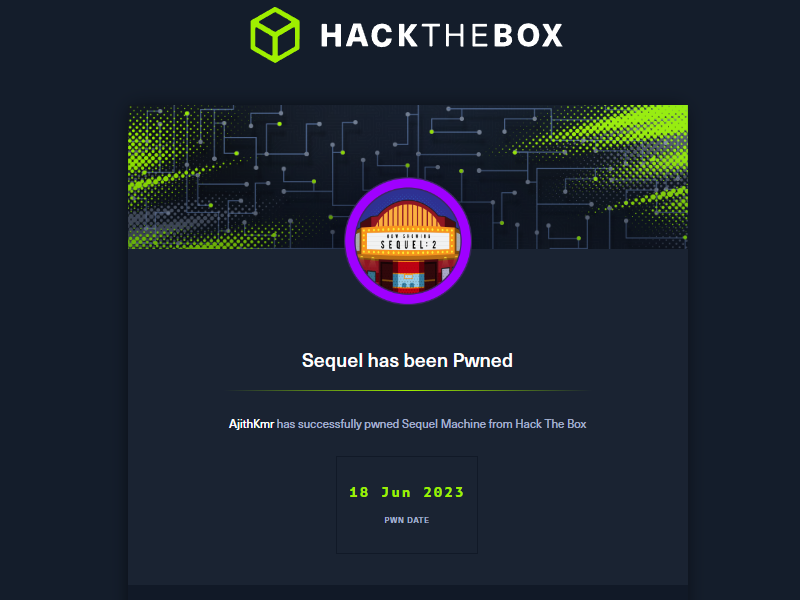 HACKTHEBOX
NOW SHOWING
SEQUEL: 2
Sequel has been Pwned
AjithKmr has successfully pwned Sequel Machine from Hack The Box
18 Jun 2023
PWN DATE